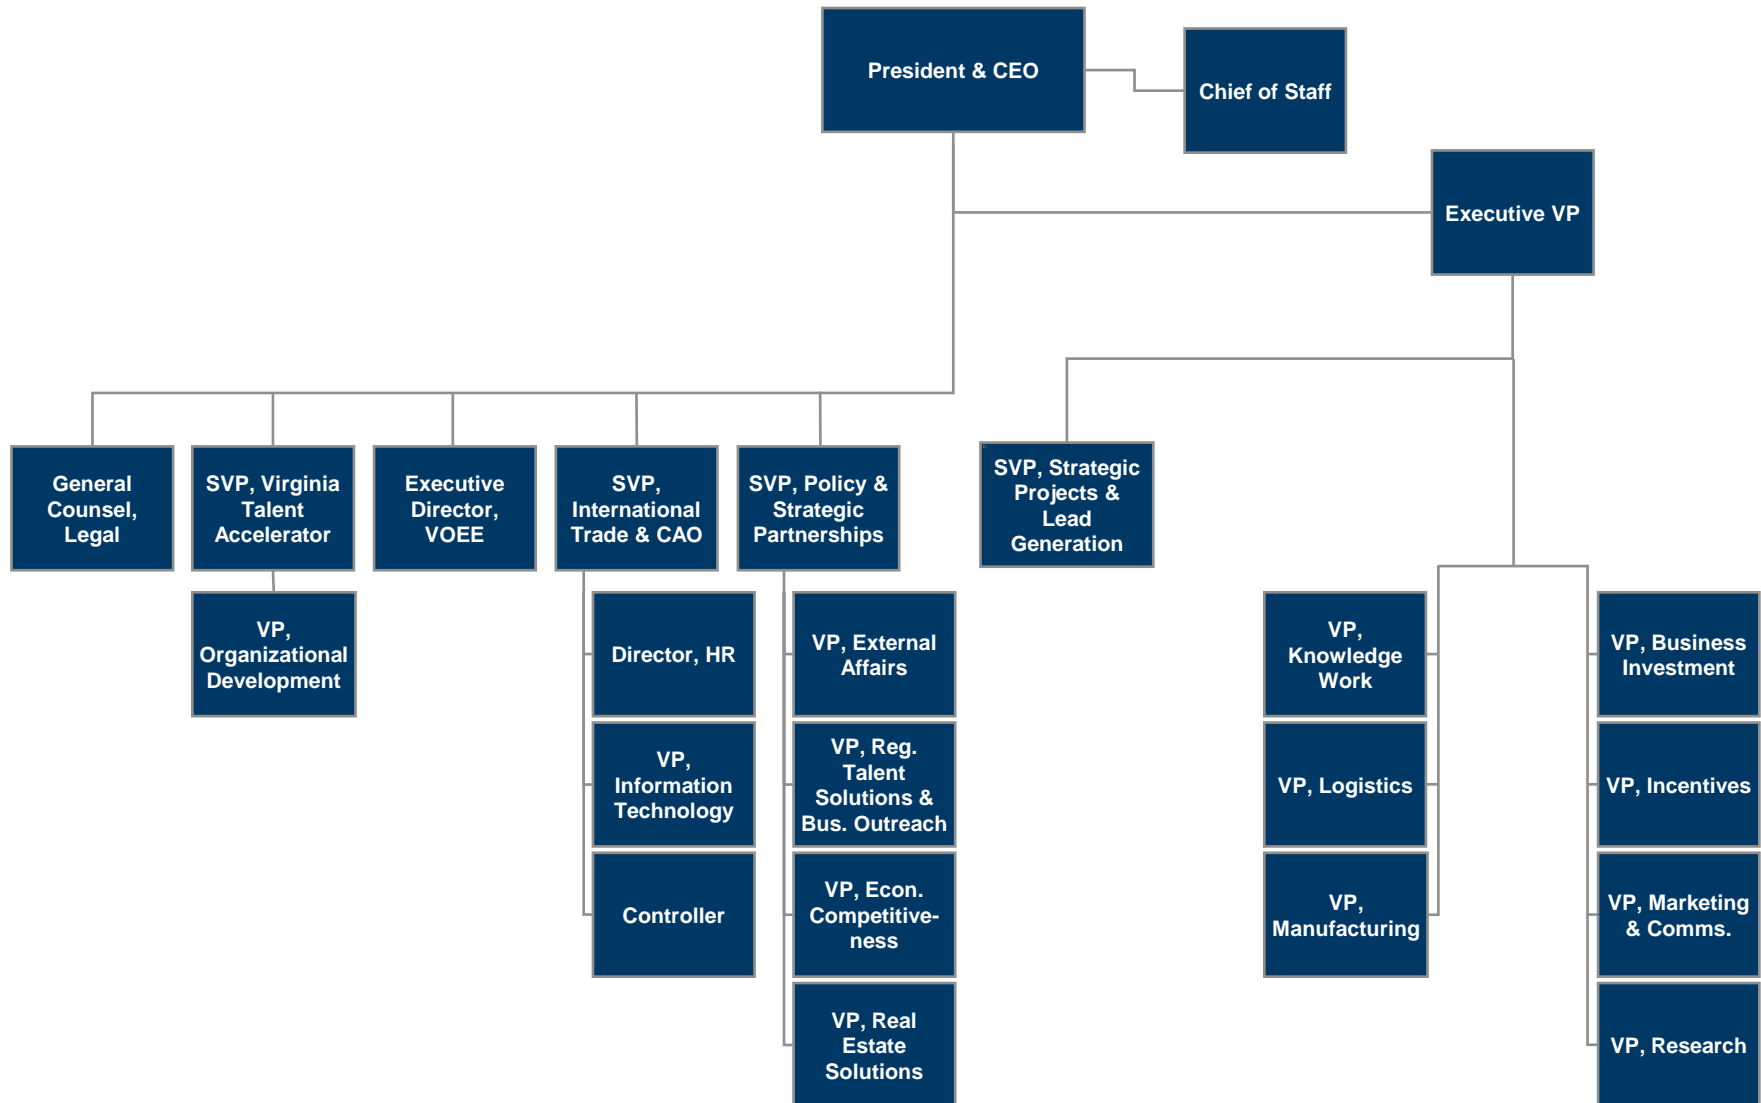 President & CEO
Chief of Staff
Executive VP
General
Counsel,
Legal
SVP, Virginia
Talent
Accelerator
Executive
Director,
VOEE
SVP,
International
Trade & CAO
SVP, Policy &
Strategic
Partnerships
SVP, Strategic
Projects &
Lead
Generation
VP,
Organizational
Development
Director, HR
VP,
Information
Technology
Controller
VP, External
Affairs
VP, Reg.
Talent
Solutions &
Bus. Outreach
VP, Econ.
Competitive-
ness
VP, Real
Estate
Solutions
VP,
Knowledge
Work
VP, Logistics
VP,
Manufacturing
VP, Business
Investment
VP, Incentives
VP, Marketing
& Comms.
VP, Research